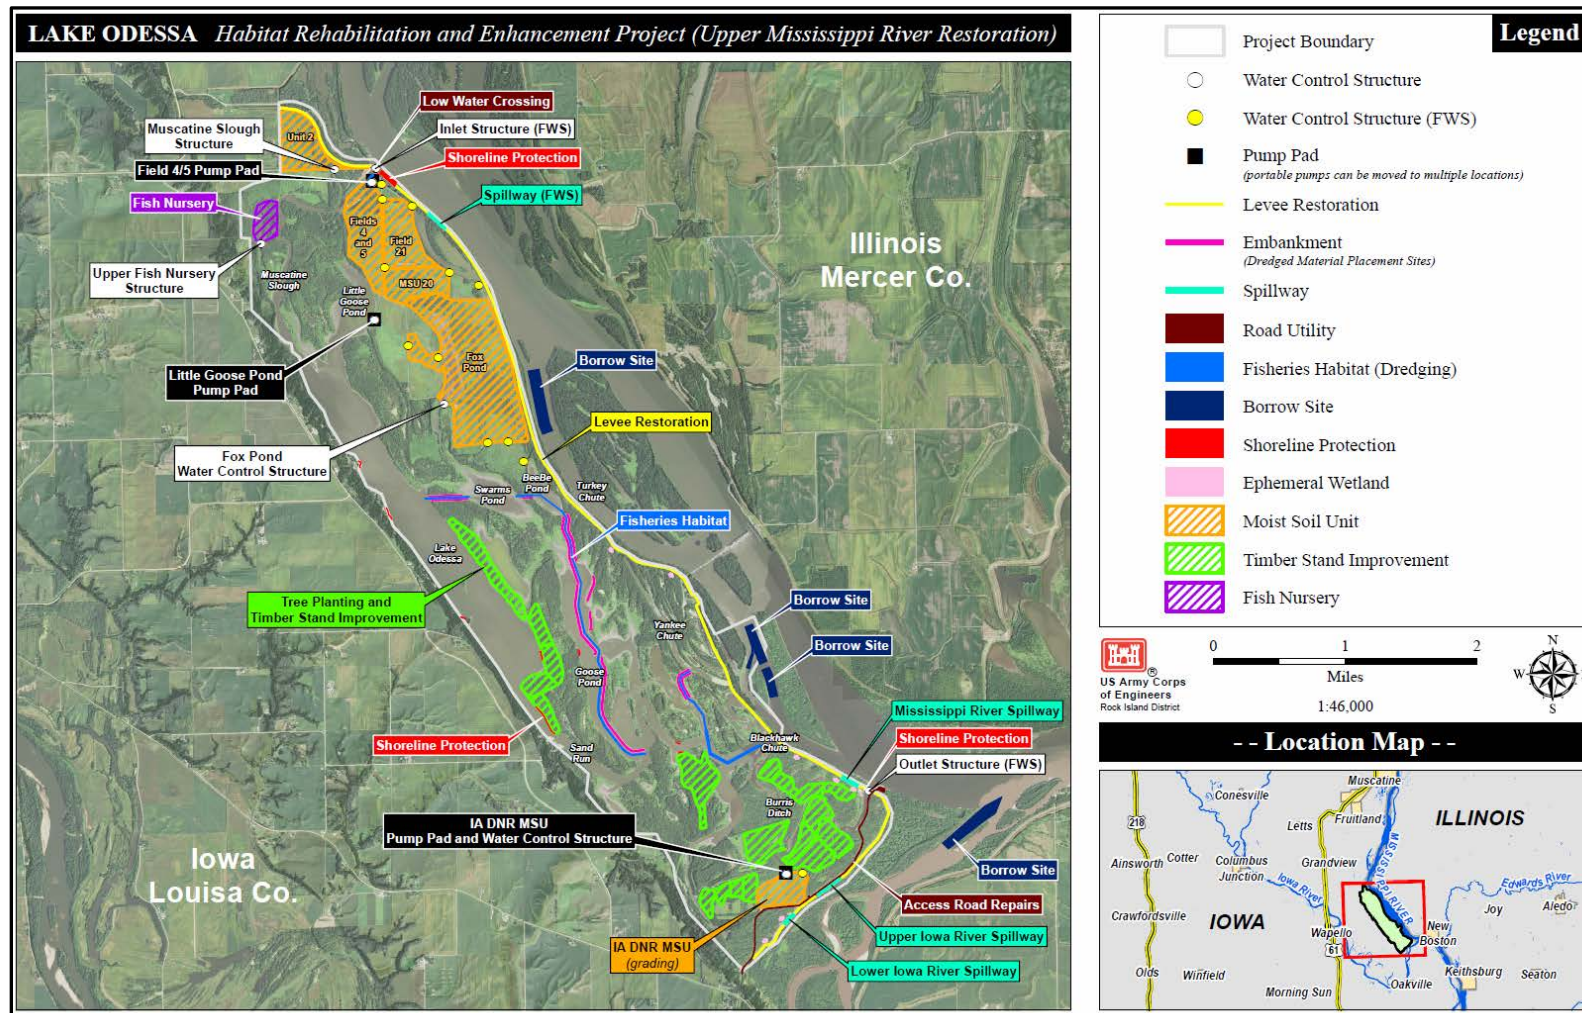 LAKE ODESSA Habitat Rehabilitation and Enhancement Project (Upper Mississippi River Restoration)
Low Water Crossing
Muscatine Slough
Structure
Unit 2
Inlet Structure (FWS)
Shoreline Protection
Field 4/5 Pump Pad
Fish Nursery
Spillway (FWS)
Fields
4
and
5
Field
21
Illinois
Mercer Co.
Upper Fish Nursery
Structure
Muscatine
Slough
MSU 20
Little
Goose
Pond
Little Goose Pond
Pump Pad
Fox
Pond
Borrow Site
Levee Restoration
Fox Pond
Water Control Structure
BeeBe
Pond
Swarms
Pond
Turkey
Chute
Fisheries Habitat
Lake
Odessa
Tree Planting and
Timber Stand Improvement
Borrow Site
Yankee
Chute
Borrow Site
Goose
Pond
Mississippi River Spillway
Shoreline Protection
Sand
Run
Blackhawk
Chute
Shoreline Protection
Outlet Structure (FWS)
Burris
Ditch
IA DNR MSU
Pump Pad and Water Control Structure
Iowa
Louisa Co.
Borrow Site
Access Road Repairs
IA DNR MSU
(grading)
Upper Iowa River Spillway
Lower Iowa River Spillway
Legend
Project Boundary
Water Control Structure
Water Control Structure (FWS)
Pump Pad
(portable pumps can be moved to multiple locations)
Levee Restoration
Embankment
(Dredged Material Placement Sites)
Spillway
Road Utility
Fisheries Habitat (Dredging)
Borrow Site
Shoreline Protection
Ephemeral Wetland
Moist Soil Unit
Timber Stand Improvement
Fish Nursery
US Army Corps
of Engineers
Rock Island District
®
0 1 2
Miles
1:46,000
N
W E
S
- - Location Map - -
Muscatine
Conesville
Fruitland
Letts
ILLINOIS
218
MISSISSIPPI RIVER
Ainsworth
Cotter
Columbus
Junction
Grandview
Iowa River
Edwards River
Aledo
Joy
Crawfordsville
IOWA
Wapello
61
New
Boston
Olds
Winfield
Keithsburg
Seaton
Oakville
Morning Sun